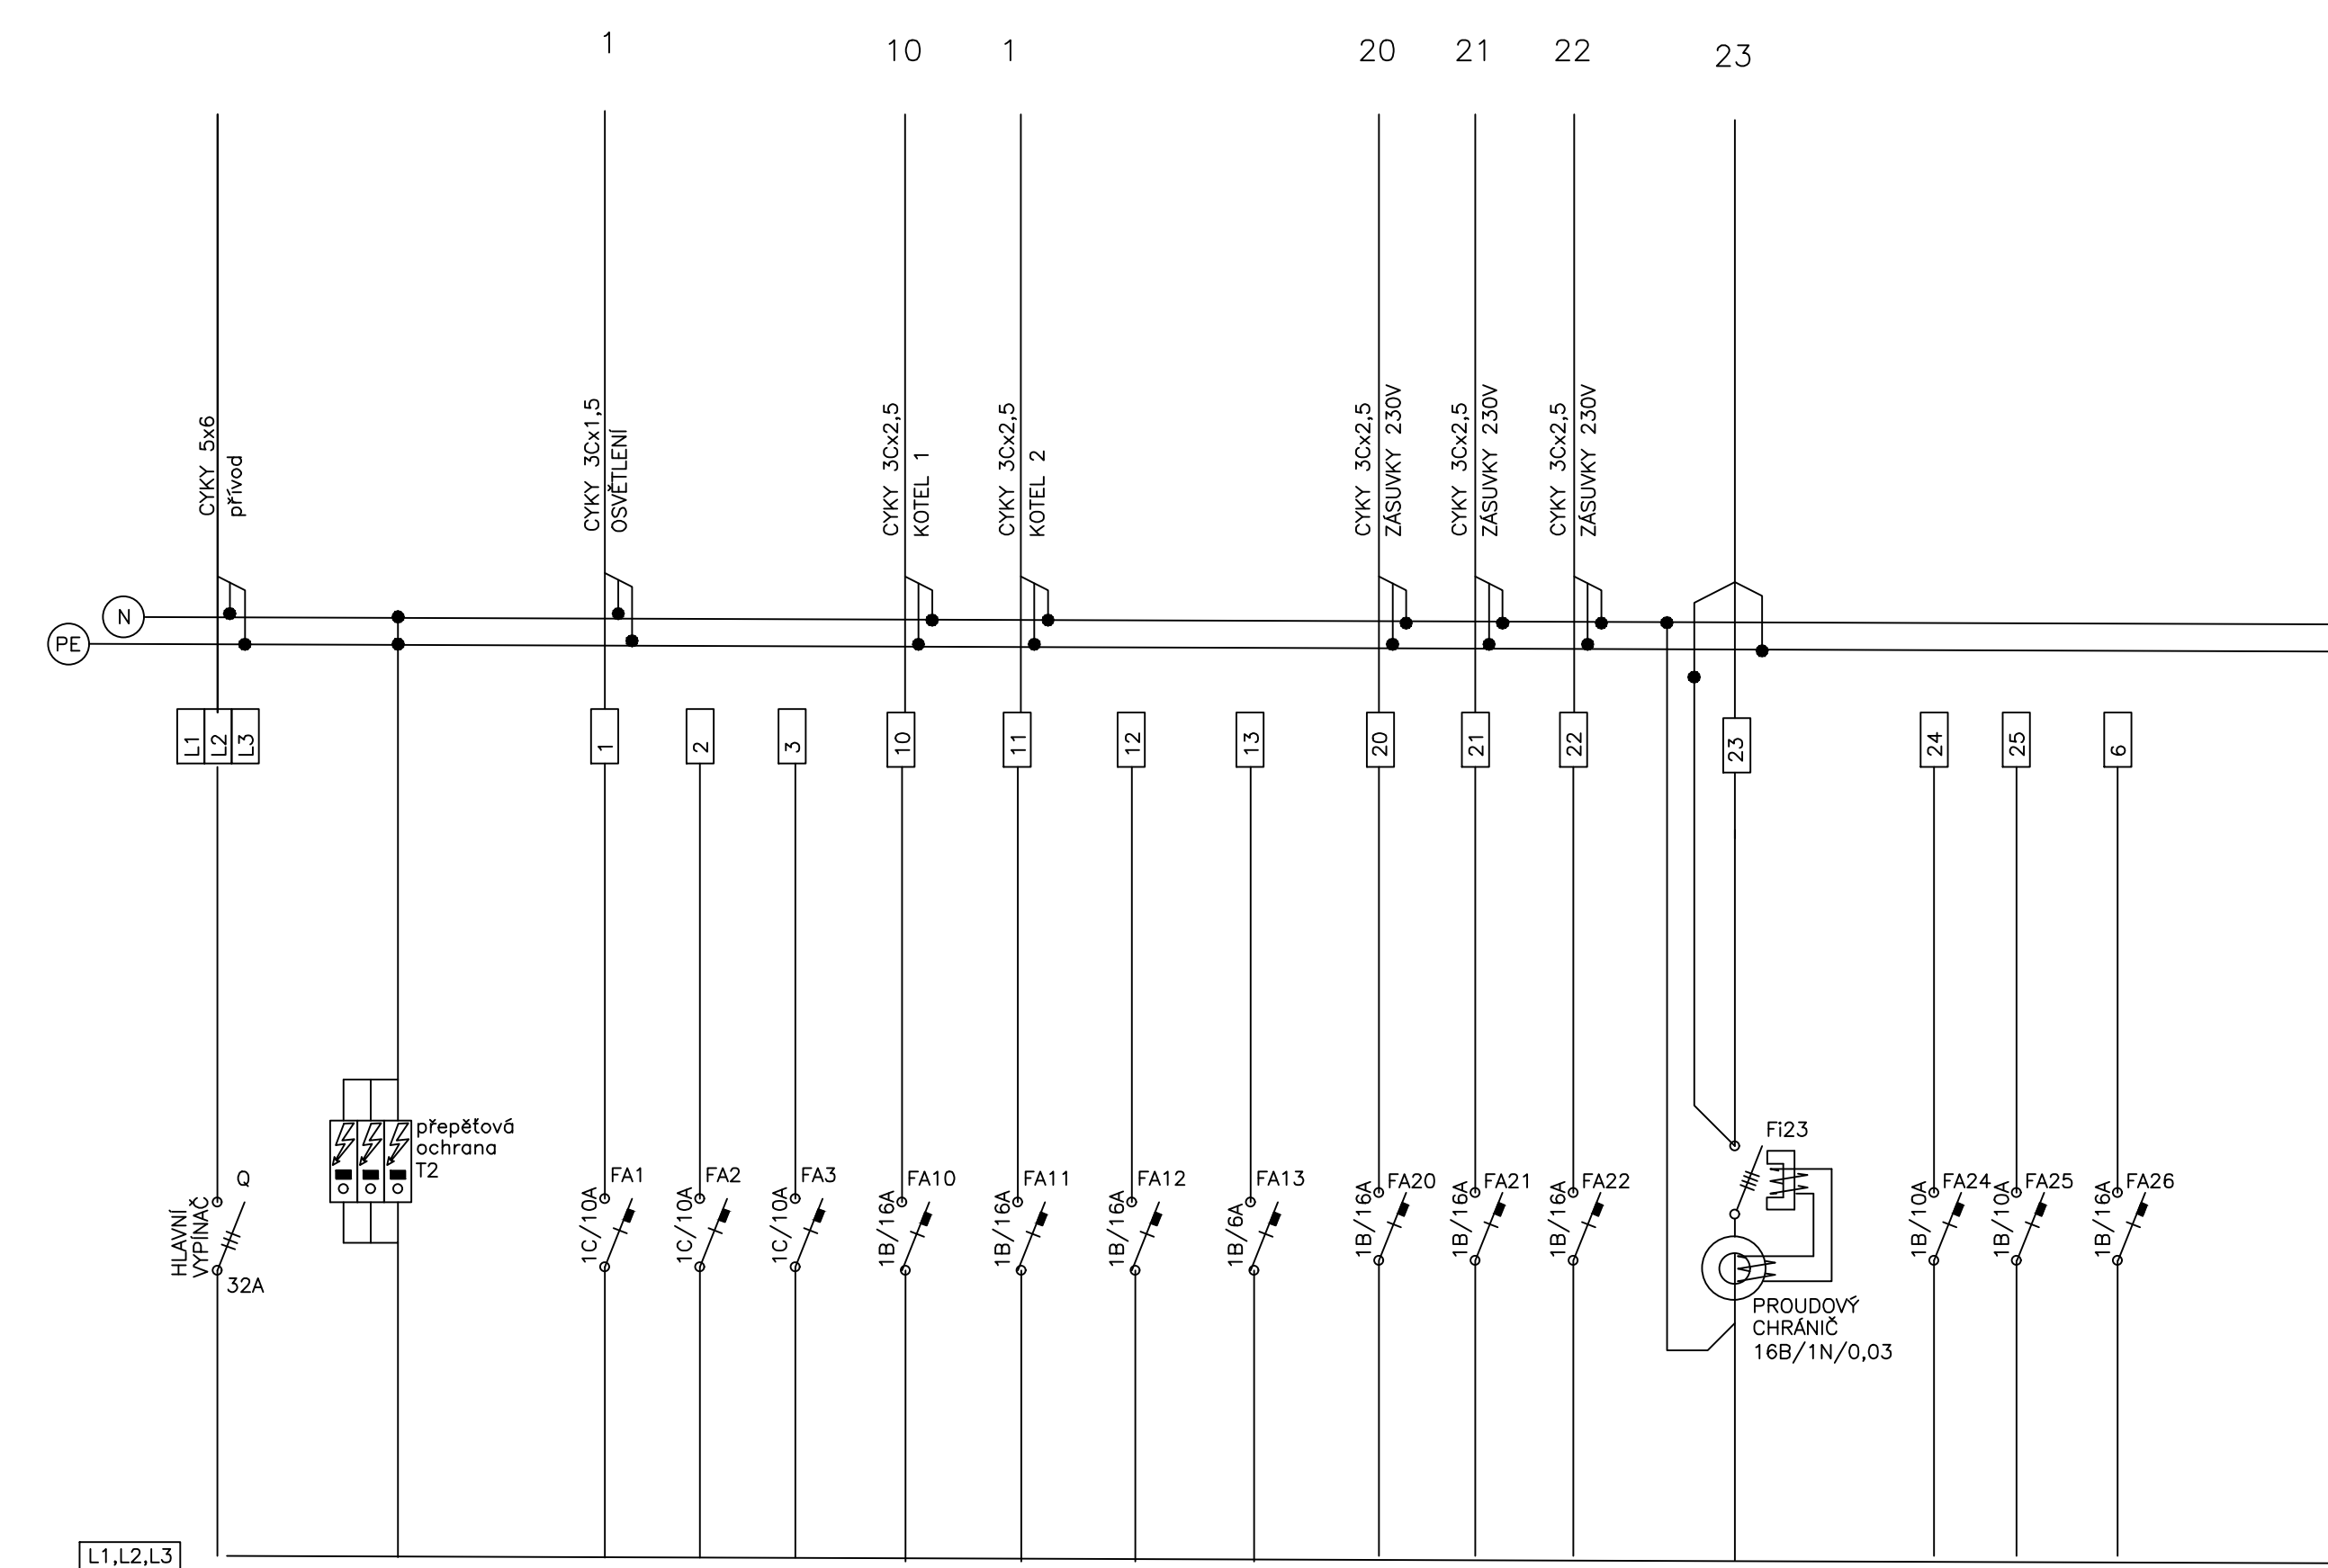 1
10
1
20
21
22
23
CYKY 5x6
přívod
CYKY 3Cx1,5
OSVĚTLENÍ
CYKY 3Cx2,5
KOTEL 1
CYKY 3Cx2,5
KOTEL 2
CYKY 3Cx2,5
ZÁSUVKY 230V
CYKY 3Cx2,5
ZÁSUVKY 230V
CYKY 3Cx2,5
ZÁSUVKY 230V
N
PE
L1
L2
L3
1
2
3
10
11
12
13
20
21
22
23
24
25
6
HLAVNÍ
VYPÍNAČ
Q
32A
přepěťová
ochrana
T2
1C/10A
FA1
1C/10A
FA2
1C/10A
FA3
1B/16A
FA10
1B/16A
FA11
1B/16A
FA12
1B/6A
FA13
1B/16A
FA20
1B/16A
FA21
1B/16A
FA22
Fi23
PROUDOVÝ
CHRÁNIČ
16B/1N/0,03
1B/10A
FA24
1B/10A
FA25
1B/16A
FA26
L1,L2,L3